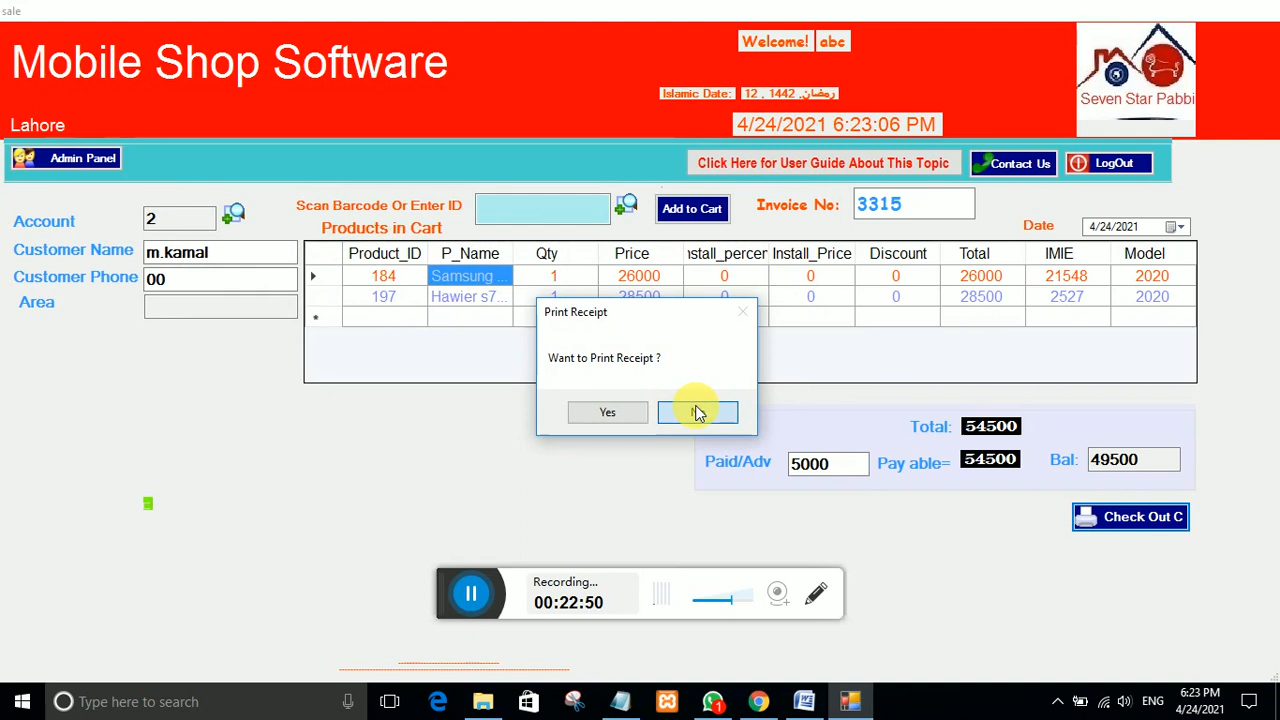 sale
Mobile Shop Software
Welcome! abc
Islamic Date: 12 , رمضان, 1442
4/24/2021 6:23:06 PM
Seven Star Pabbi
Lahore
Admin Panel
Click Here for User Guide About This Topic
Contact Us
LogOut
Account 2
Scan Barcode Or Enter ID
Add to Cart
Invoice No: 3315
Products in Cart
Date 4/24/2021
Customer Name m.kamal
Customer Phone 00
Area
Product_ID P_Name Qty Price Install_Price Discount Total IMIE Model
184 Samsung ... 1 26000 0 0 0 26000 21548 2020
197 Hawier s7... 1 28500 0 0 0 28500 2527 2020
*
Print Receipt
Want to Print Receipt ?
Yes
Total: 54500
Paid/Adv 5000 Pay able= 54500 Bal: 49500
Check Out C
Recording...
00:22:50
Type here to search
1
ENG
6:23 PM
4/24/2021